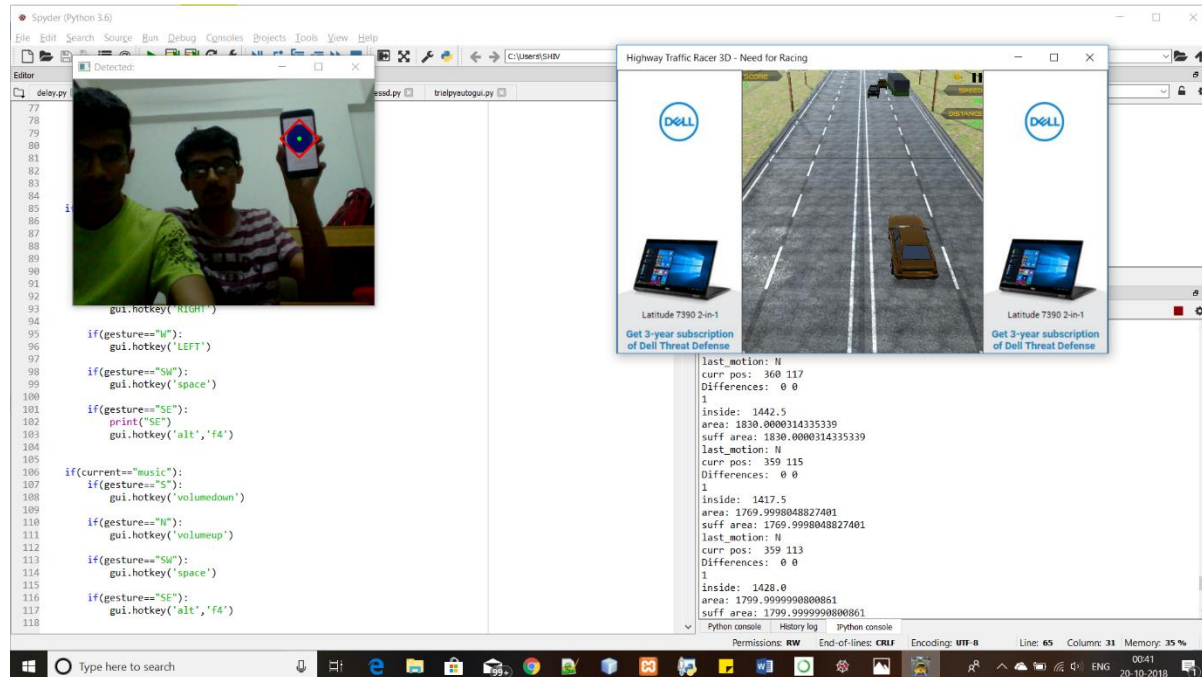 Spyder (Python 3.6)
File Edit Search Source Run Debug Consoles Projects Tools View Help
C:\Users\SHIV
Editor
delay.py
essd.py
trialpyautogui.py
Detected:
77
78
79
80
81
82
83
84
85
86
87
88
89
90
91
92
93 gui.hotkey('RIGHT')
94
95 if(gesture=="W"):
96 gui.hotkey('LEFT')
97
98 if(gesture=="SW"):
99 gui.hotkey('space')
100
101 if(gesture=="SE"):
102 print("SE")
103 gui.hotkey('alt','f4')
104
105
106 if(current=="music"):
107 if(gesture=="S"):
108 gui.hotkey('volumedown')
109
110 if(gesture=="N"):
111 gui.hotkey('volumeup')
112
113 if(gesture=="SW"):
114 gui.hotkey('space')
115
116 if(gesture=="SE"):
117 gui.hotkey('alt','f4')
118
Highway Traffic Racer 3D - Need for Racing
SCORE
SPEED
DISTANCE
DELL
Latitude 7390 2-in-1
Get 3-year subscription
of Dell Threat Defense
DELL
Latitude 7390 2-in-1
Get 3-year subscription
of Dell Threat Defense
last_motion: N
curr pos: 360 117
Differences: 0 0
1
inside: 1442.5
area: 1830.0000314335339
suff area: 1830.0000314335339
last_motion: N
curr pos: 359 115
Differences: 0 0
1
inside: 1417.5
area: 1769.9998048827401
suff area: 1769.9998048827401
last_motion: N
curr pos: 359 113
Differences: 0 0
1
inside: 1428.0
area: 1799.9999990800861
suff area: 1799.9999990800861
Python console History log IPython console
Permissions: RW End-of-lines: CRLF Encoding: UTF-8 Line: 65 Column: 31 Memory: 35 %
Type here to search
99+
ENG
00:41
20-10-2018